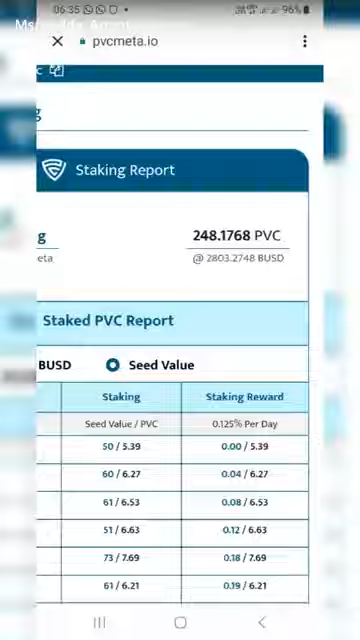 06:35
96%
pvcmeta.io
Staking Report
248.1768 PVC
@ 2803.2748 BUSD
Staked PVC Report
BUSD Seed Value
Staking Staking Reward
Seed Value / PVC 0.125% Per Day
50 / 5.39 0.00 / 5.39
60 / 6.27 0.04 / 6.27
61 / 6.53 0.08 / 6.53
51 / 6.63 0.12 / 6.63
73 / 7.69 0.18 / 7.69
61 / 6.21 0.19 / 6.21